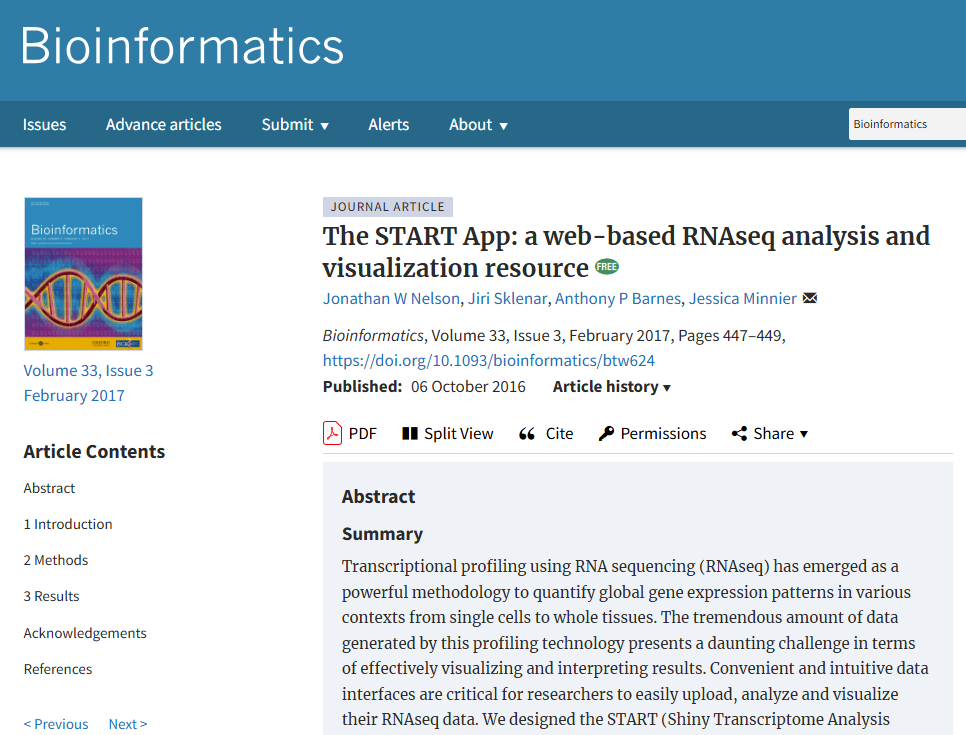 Bioinformatics
Issues Advance articles Submit Alerts About Bioinformatics
Bioinformatics
Volume 33, Issue 3
February 2017
Article Contents
Abstract
1 Introduction
2 Methods
3 Results
Acknowledgements
References
< Previous Next >
JOURNAL ARTICLE
The START App: a web-based RNAseq analysis and
visualization resource FREE
Jonathan W Nelson, Jiri Sklenar, Anthony P Barnes, Jessica Minnier
Bioinformatics, Volume 33, Issue 3, February 2017, Pages 447–449,
https://doi.org/10.1093/bioinformatics/btw624
Published: 06 October 2016 Article history
PDF Split View Cite Permissions Share
Abstract
Summary
Transcriptional profiling using RNA sequencing (RNAseq) has emerged as a
powerful methodology to quantify global gene expression patterns in various
contexts from single cells to whole tissues. The tremendous amount of data
generated by this profiling technology presents a daunting challenge in terms
of effectively visualizing and interpreting results. Convenient and intuitive data
interfaces are critical for researchers to easily upload, analyze and visualize
their RNAseq data. We designed the START (Shiny Transcriptome Analysis